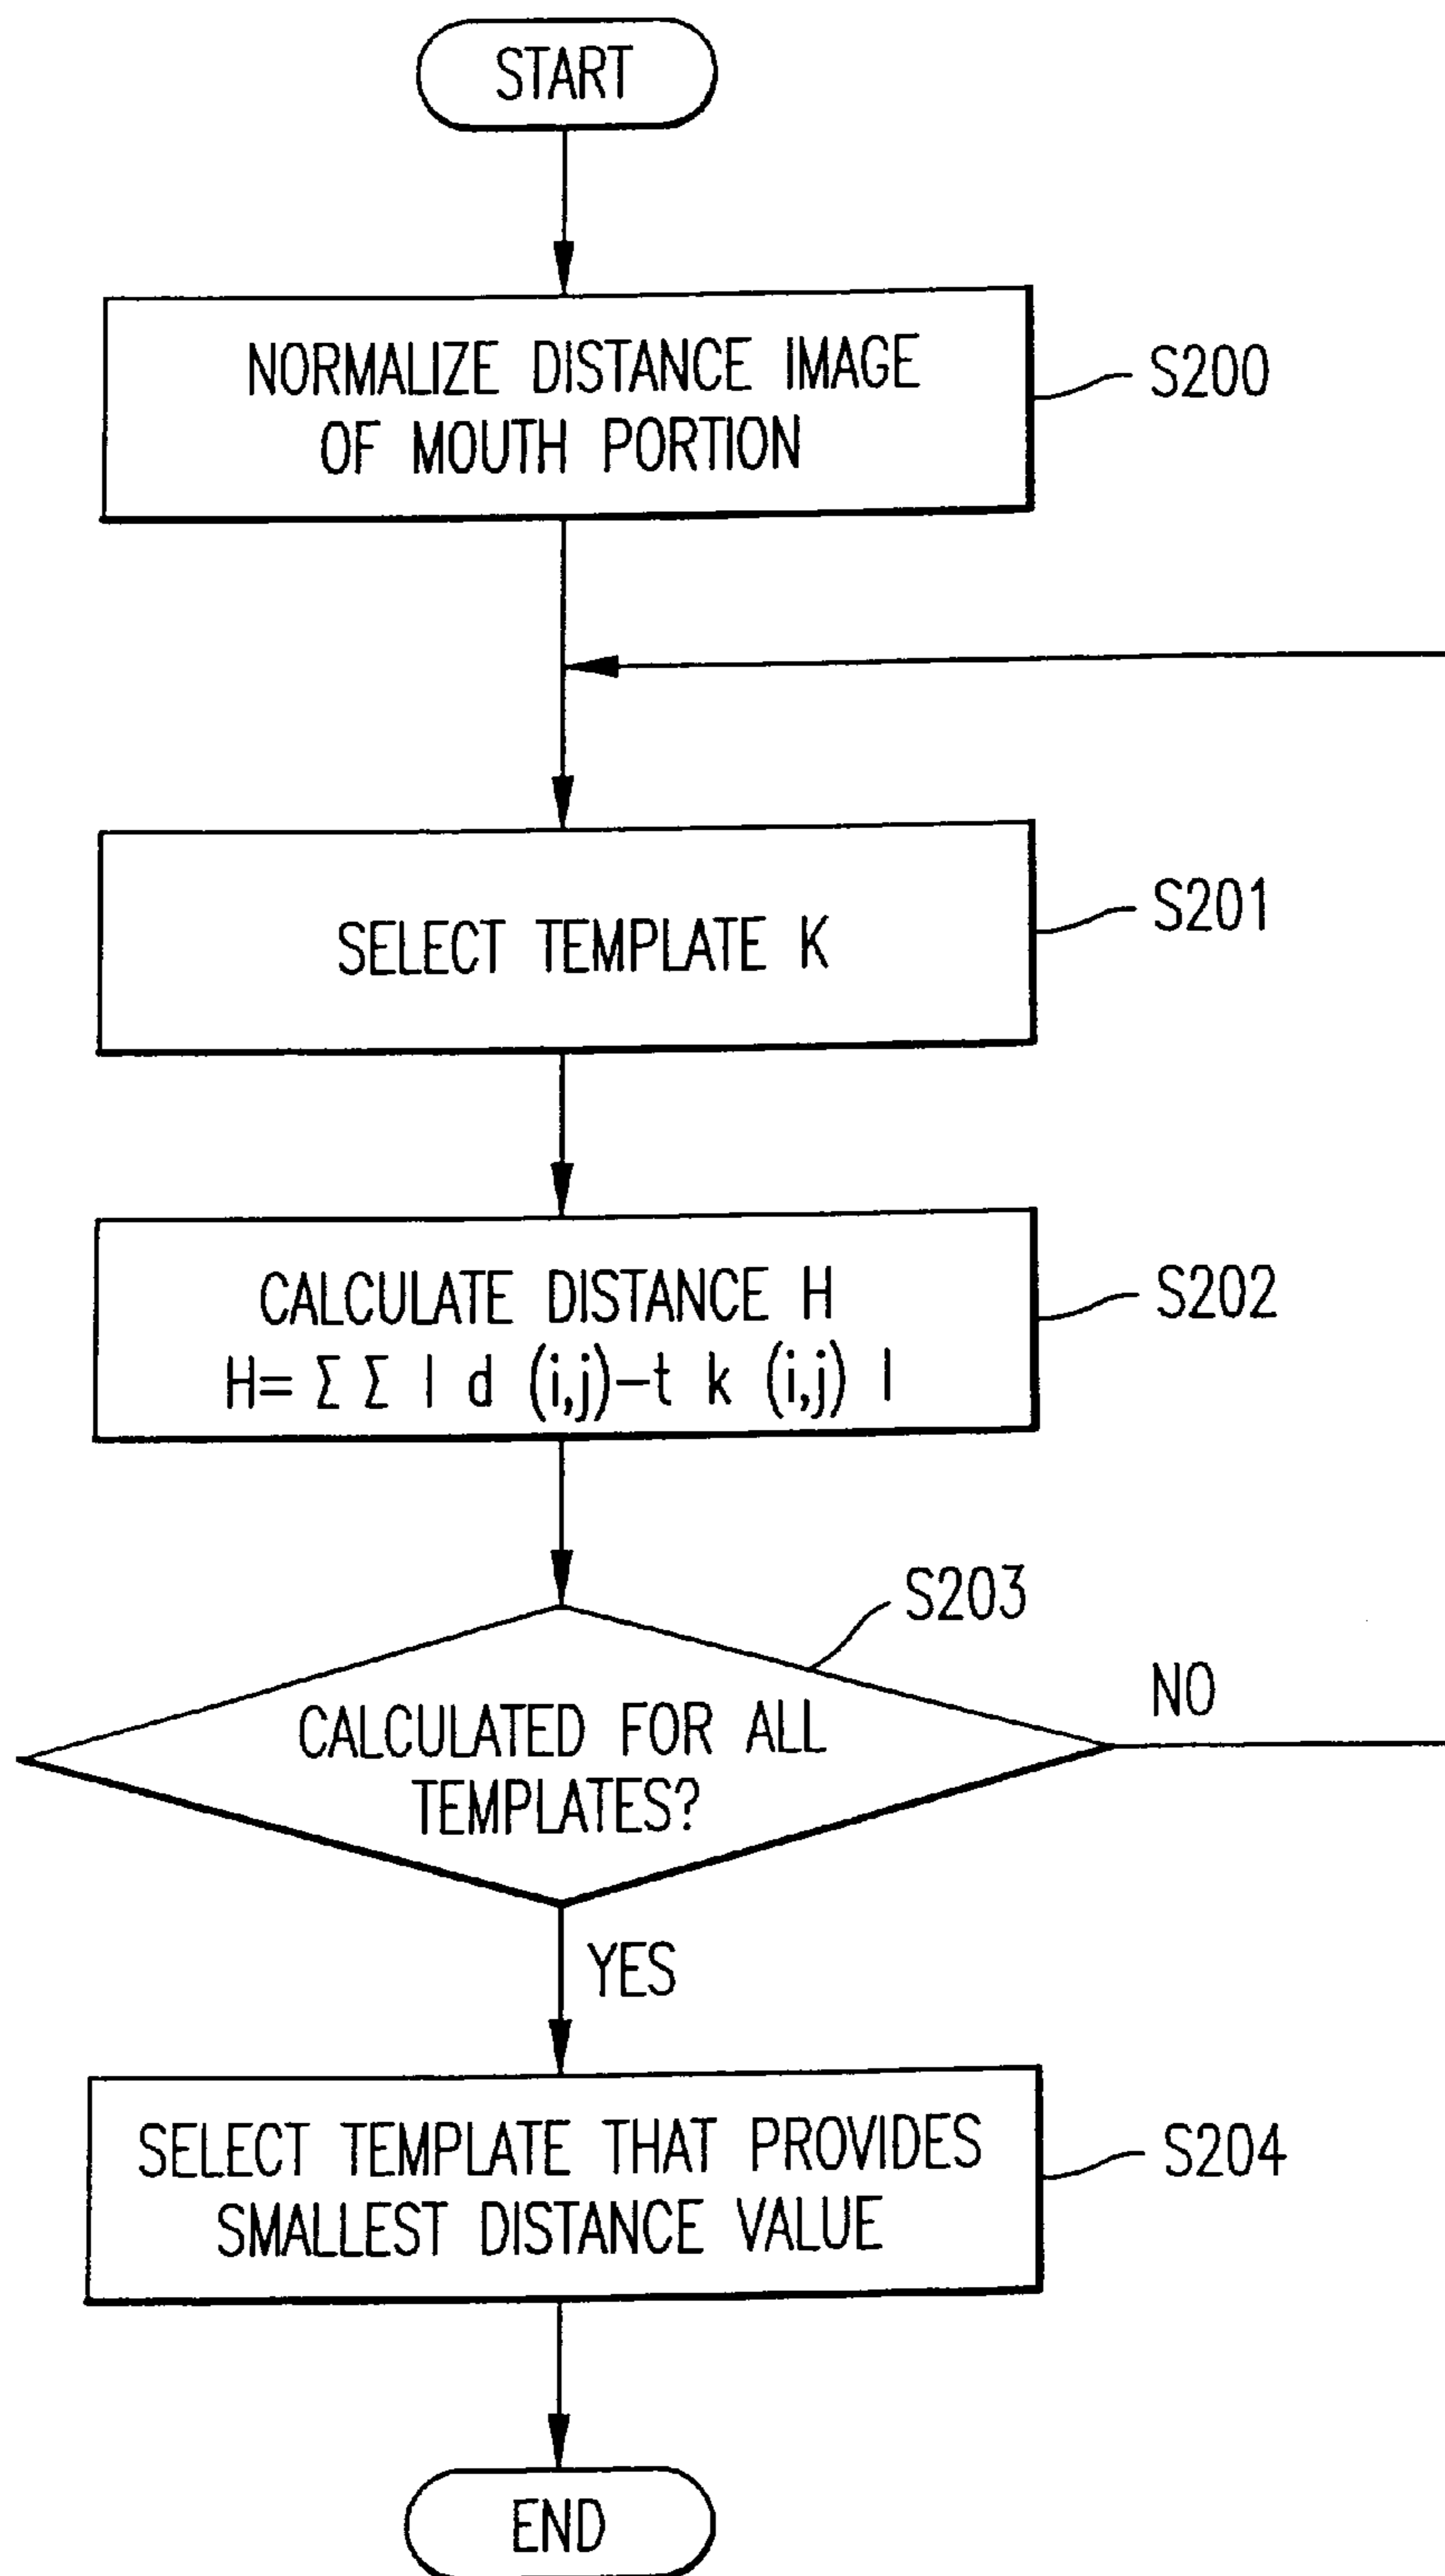 START
NORMALIZE DISTANCE IMAGE
OF MOUTH PORTION
S200
SELECT TEMPLATE K
S201
CALCULATE DISTANCE H
H= Σ Σ | d (i,j)-t k (i,j) |
S202
S203
CALCULATED FOR ALL
TEMPLATES?
NO
YES
SELECT TEMPLATE THAT PROVIDES
SMALLEST DISTANCE VALUE
S204
END